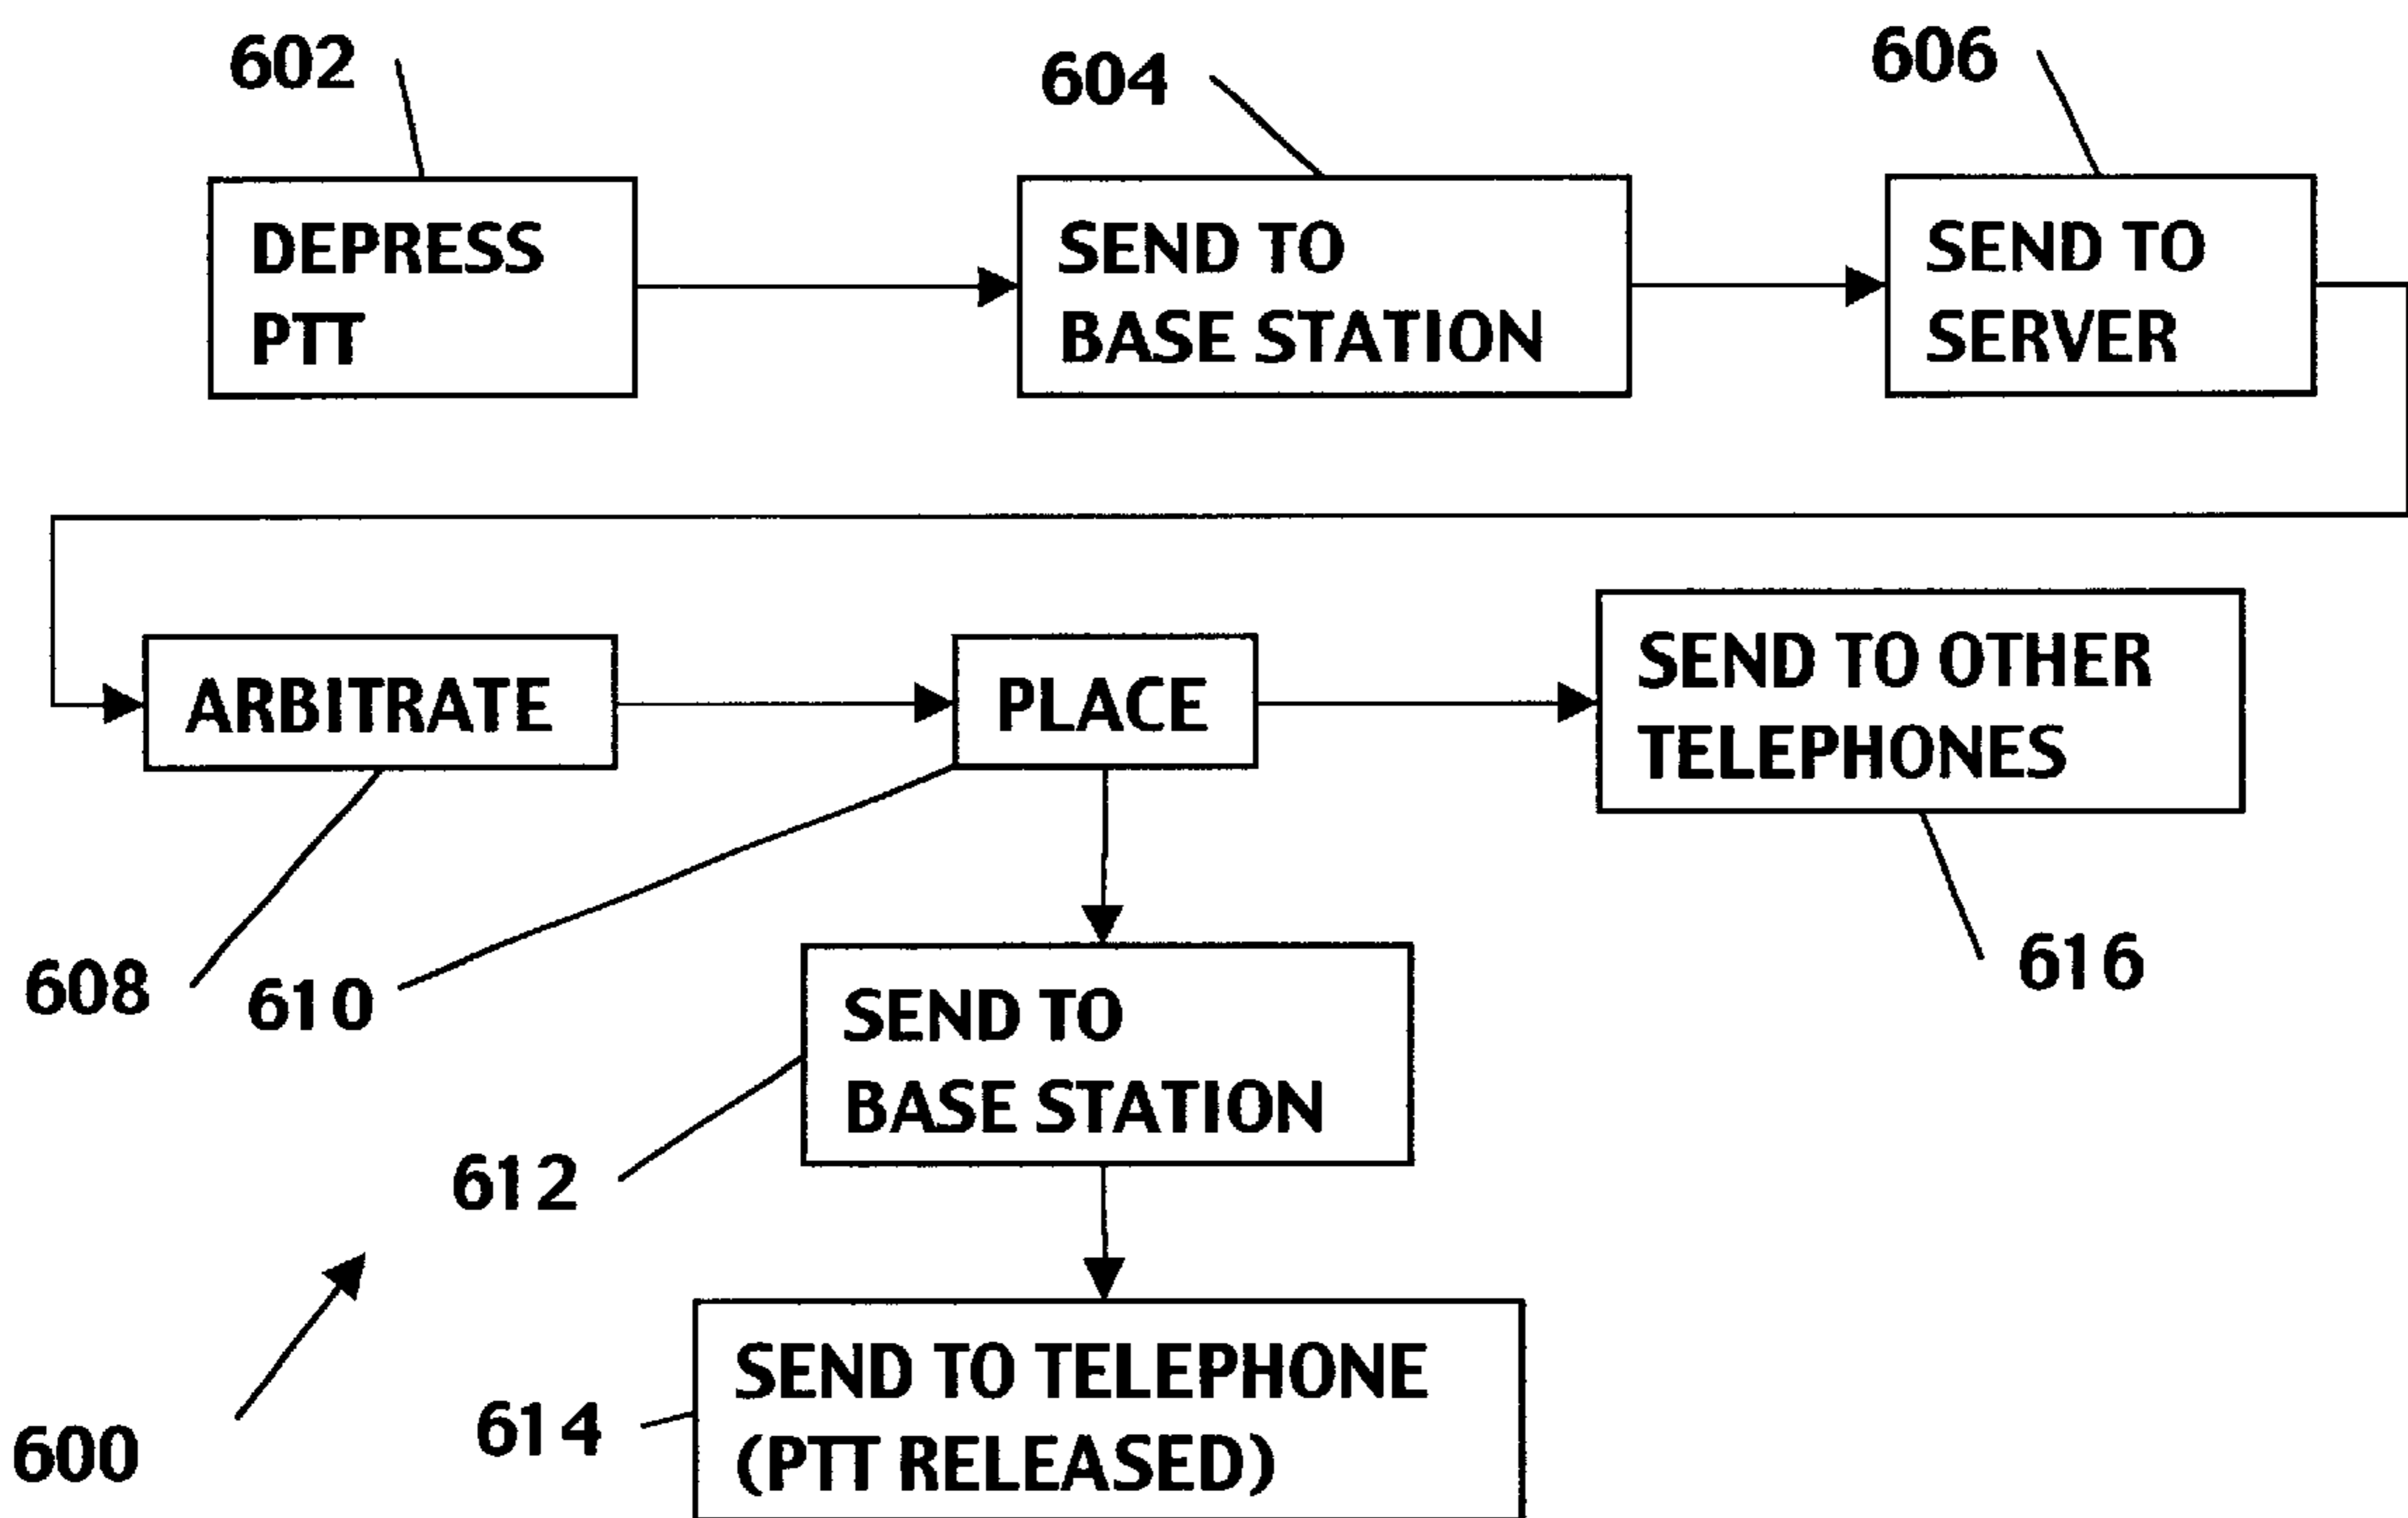 602
604
606
DEPRESS
PTT
SEND TO
BASE STATION
SEND TO
SERVER
ARBITRATE
PLACE
SEND TO OTHER
TELEPHONES
608
610
616
SEND TO
BASE STATION
612
SEND TO TELEPHONE
(PTT RELEASED)
614
600